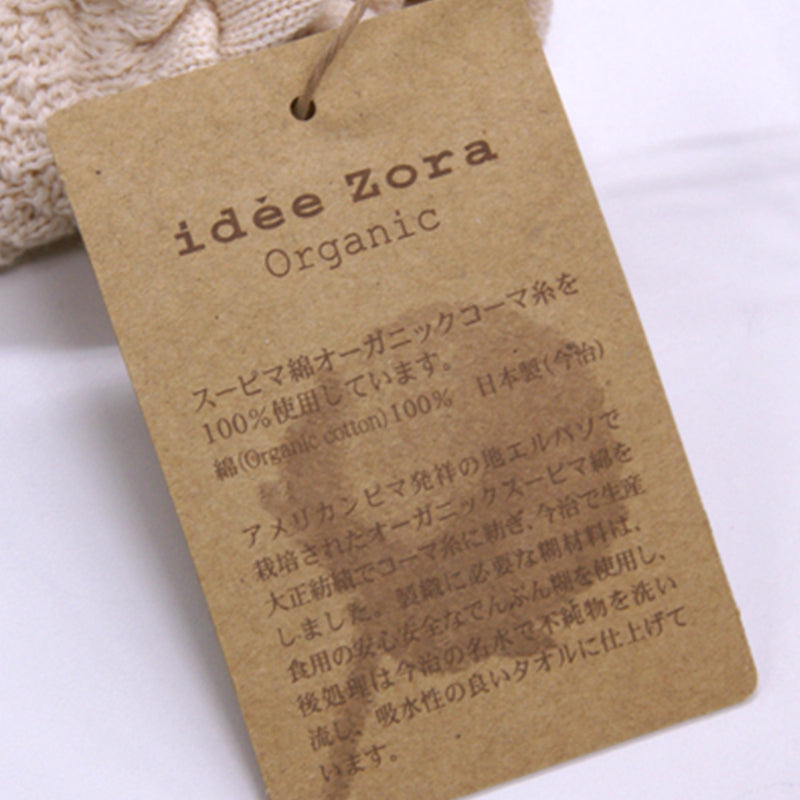 idée Zora
Organic
スーピマ綿オーガニックコーマ糸を
100%使用しています。
綿(Organic cotton)100%　日本製(今治)
アメリカンピマ発祥の地エルパソで
栽培されたオーガニックスーピマ綿を
大正紡績でコーマ糸に紡ぎ、今治で生産
しました。製織に必要な糊材料は、
食用の安心安全なでんぷん糊を使用し、
後処理は今治の名水で不純物を洗い
流し、吸水性の良いタオルに仕上げて
います。